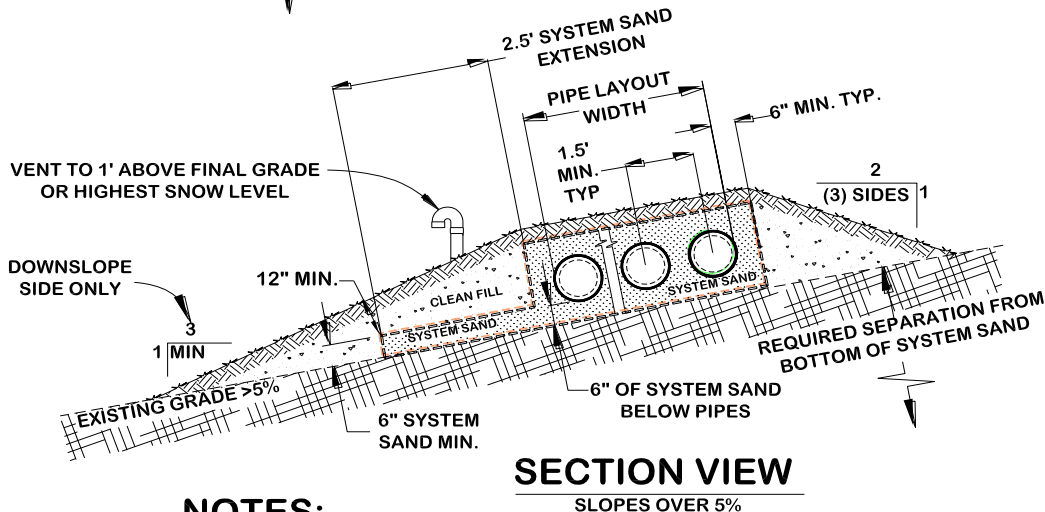 2.5' SYSTEM SAND
EXTENSION
PIPE LAYOUT
WIDTH
6" MIN. TYP.
1.5'
MIN.
TYP
VENT TO 1' ABOVE FINAL GRADE
OR HIGHEST SNOW LEVEL
2
(3) SIDES 1
DOWNSLOPE
SIDE ONLY
12" MIN.
CLEAN FILL
SYSTEM SAND
SYSTEM SAND
3
1 MIN
REQUIRED SEPARATION FROM
BOTTOM OF SYSTEM SAND
EXISTING GRADE >5%
6" SYSTEM
SAND MIN.
6" OF SYSTEM SAND
BELOW PIPES
SECTION VIEW
SLOPES OVER 5%
NOTES: